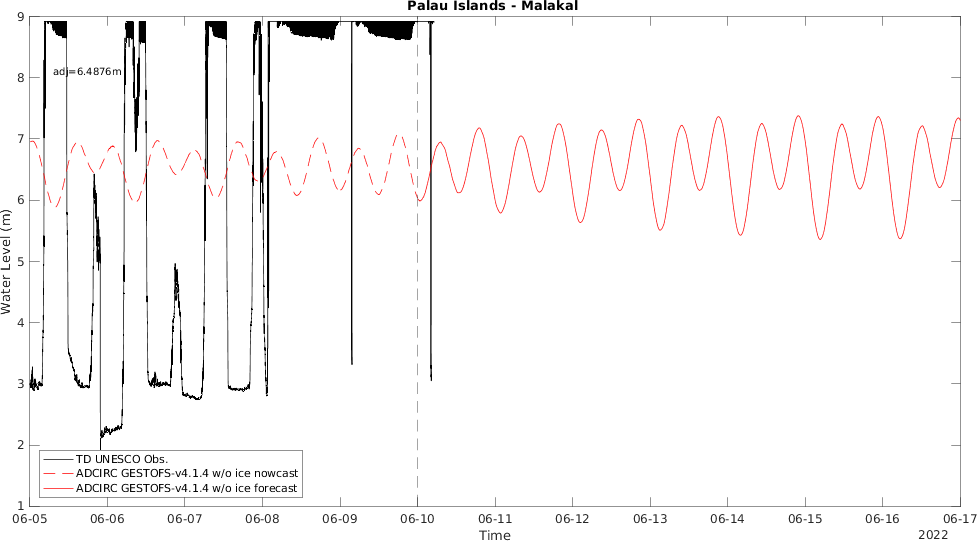 Palau Islands - Malakal
9
8
7
6
5
4
3
2
1
Water Level (m)
adj=6.4876m
TD UNESCO Obs.
ADCIRC GESTOFS-v4.1.4 w/o ice nowcast
ADCIRC GESTOFS-v4.1.4 w/o ice forecast
06-05 06-06 06-07 06-08 06-09 06-10 06-11 06-12 06-13 06-14 06-15 06-16 06-17
Time
2022